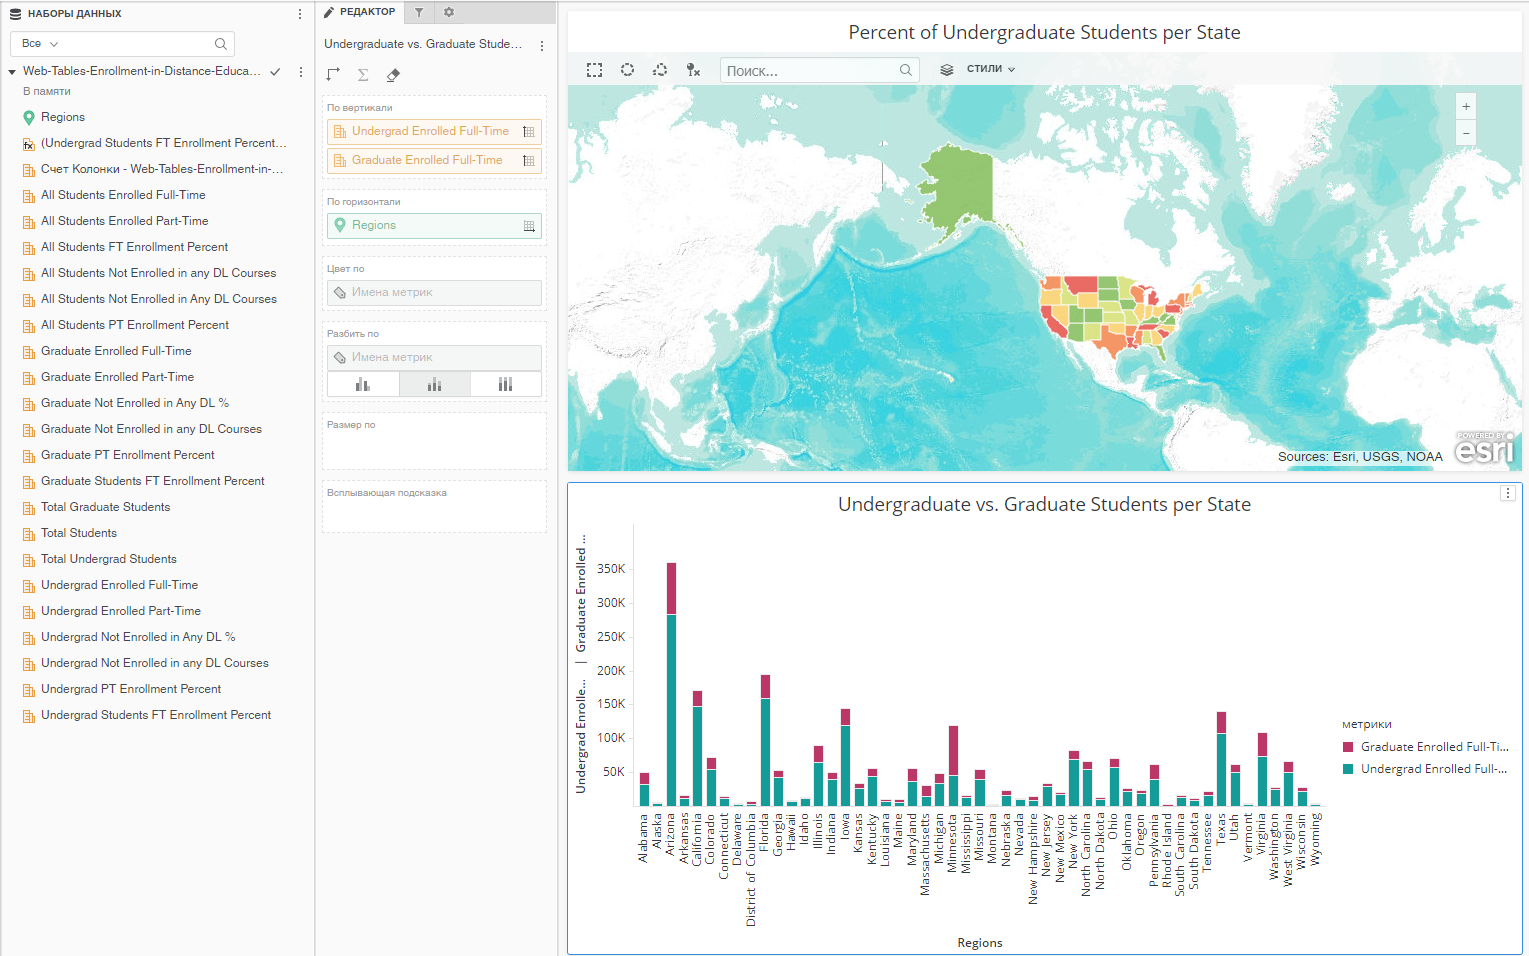 НАБОРЫ ДАННЫХ
Все
Web-Tables-Enrollment-in-Distance-Educa...
В памяти
Regions
(Undergrad Students FT Enrollment Percent...
Счет Колонки - Web-Tables-Enrollment-in-...
All Students Enrolled Full-Time
All Students Enrolled Part-Time
All Students FT Enrollment Percent
All Students Not Enrolled in any DL Courses
All Students Not Enrolled in Any DL Courses
All Students PT Enrollment Percent
Graduate Enrolled Full-Time
Graduate Enrolled Part-Time
Graduate Not Enrolled in Any DL %
Graduate Not Enrolled in any DL Courses
Graduate PT Enrollment Percent
Graduate Students FT Enrollment Percent
Total Graduate Students
Total Students
Total Undergrad Students
Undergrad Enrolled Full-Time
Undergrad Enrolled Part-Time
Undergrad Not Enrolled in Any DL %
Undergrad Not Enrolled in any DL Courses
Undergrad PT Enrollment Percent
Undergrad Students FT Enrollment Percent
РЕДАКТОР
Undergraduate vs. Graduate Stude...
По вертикали
Undergrad Enrolled Full-Time
Graduate Enrolled Full-Time
По горизонтали
Regions
Цвет по
Имена метрик
Разбить по
Имена метрик
Размер по
Всплывающая подсказка
Percent of Undergraduate Students per State
Поиск...
СТИЛИ
+
−
POWERED BY
esri
Sources: Esri, USGS, NOAA
Undergraduate vs. Graduate Students per State
Undergrad Enrolle... | Graduate Enrolled ...
350K
300K
250K
200K
150K
100K
50K
Alabama
Alaska
Arizona
Arkansas
California
Colorado
Connecticut
Delaware
District of Columbia
Florida
Georgia
Hawaii
Idaho
Illinois
Indiana
Iowa
Kansas
Kentucky
Louisiana
Maine
Maryland
Massachusetts
Michigan
Minnesota
Mississippi
Missouri
Montana
Nebraska
Nevada
New Hampshire
New Jersey
New Mexico
New York
North Carolina
North Dakota
Ohio
Oklahoma
Oregon
Pennsylvania
Rhode Island
South Carolina
South Dakota
Tennessee
Texas
Utah
Vermont
Virginia
Washington
West Virginia
Wisconsin
Wyoming
Regions
метрики
Graduate Enrolled Full-Ti...
Undergrad Enrolled Full-...